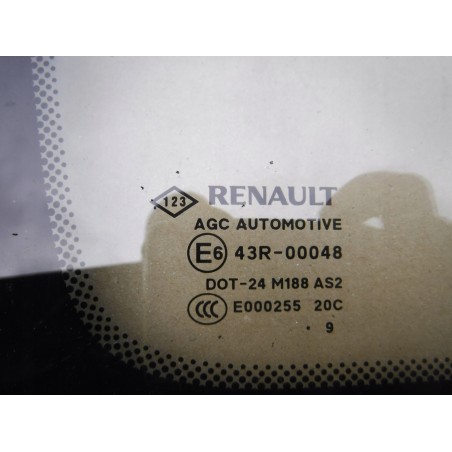 123 RENAULT
AGC AUTOMOTIVE
E6 43R-00048
DOT-24 M188 AS2
CCC E000255 20C
9